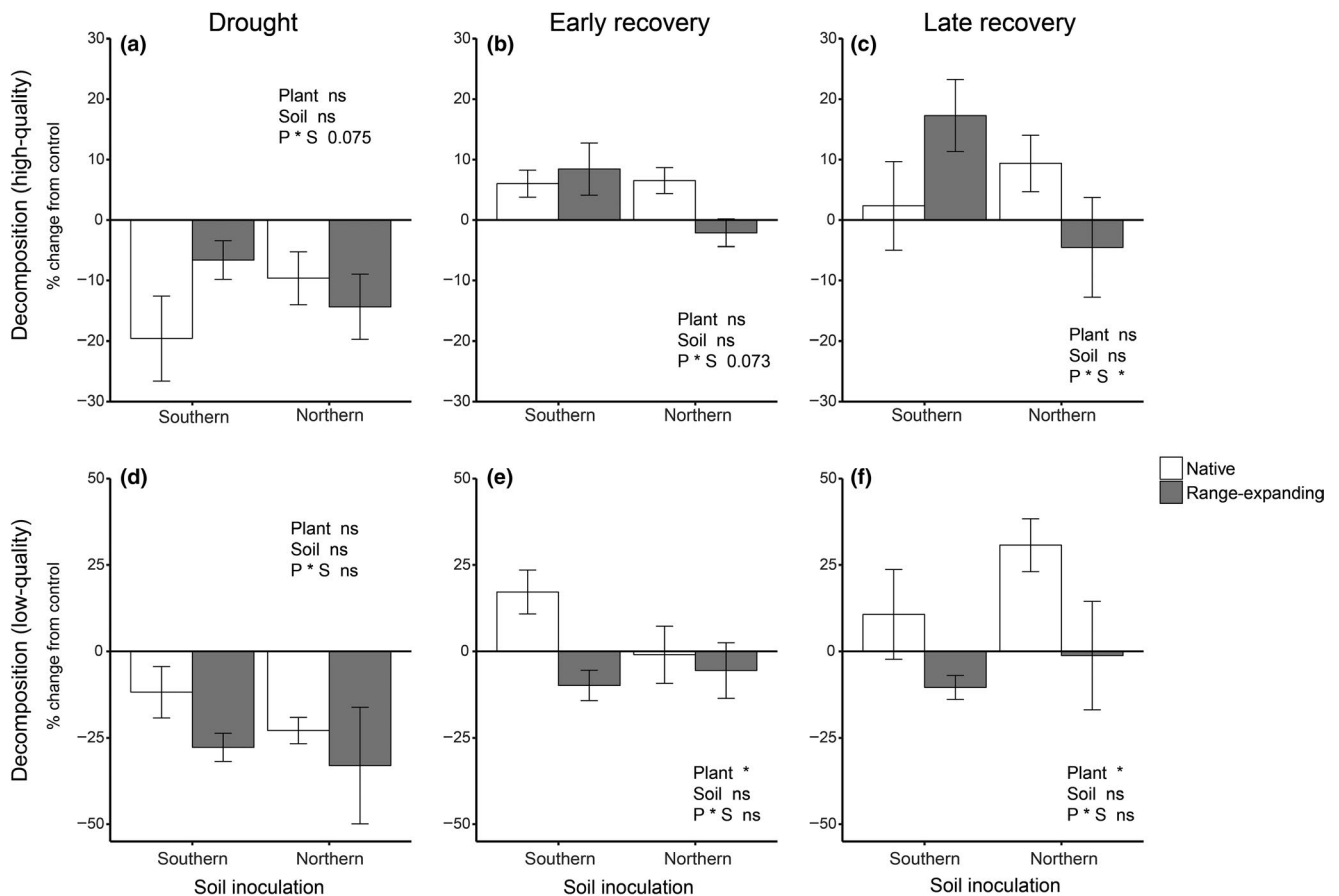 Drought
Early recovery
Late recovery
Decomposition (high-quality)
% change from control
(a)
30
20
10
0
−10
−20
−30
Plant ns
Soil ns
P * S 0.075
Southern
Northern
(b)
30
20
10
0
−10
−20
−30
Plant ns
Soil ns
P * S 0.073
Southern
Northern
(c)
30
20
10
0
−10
−20
−30
Plant ns
Soil ns
P * S *
Southern
Northern
Native
Range-expanding
Decomposition (low-quality)
% change from control
(d)
50
25
0
−25
−50
Plant ns
Soil ns
P * S ns
Southern
Northern
Soil inoculation
(e)
50
25
0
−25
−50
Plant *
Soil ns
P * S ns
Southern
Northern
Soil inoculation
(f)
50
25
0
−25
−50
Plant *
Soil ns
P * S ns
Southern
Northern
Soil inoculation